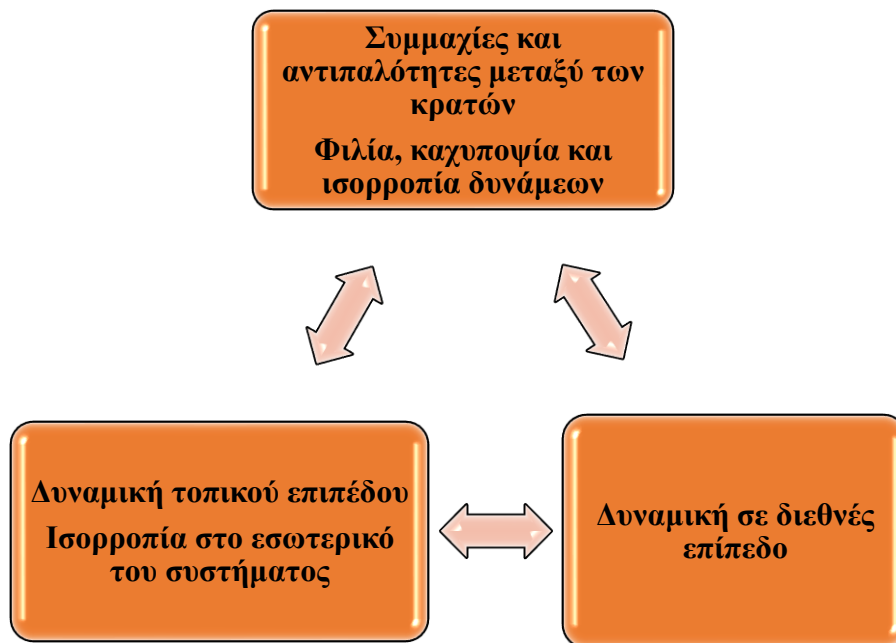 Συμμαχίες και
αντιπαλότητες μεταξύ των
κρατών
Φιλία, καχυποψία και
ισορροπία δυνάμεων
Δυναμική τοπικού επιπέδου
Ισορροπία στο εσωτερικό
του συστήματος
Δυναμική σε διεθνές
επίπεδο